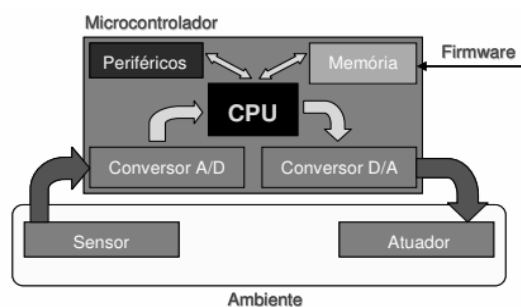 Microcontrolador
Periféricos
Memória
Firmware
CPU
Conversor A/D
Conversor D/A
Sensor
Atuador
Ambiente